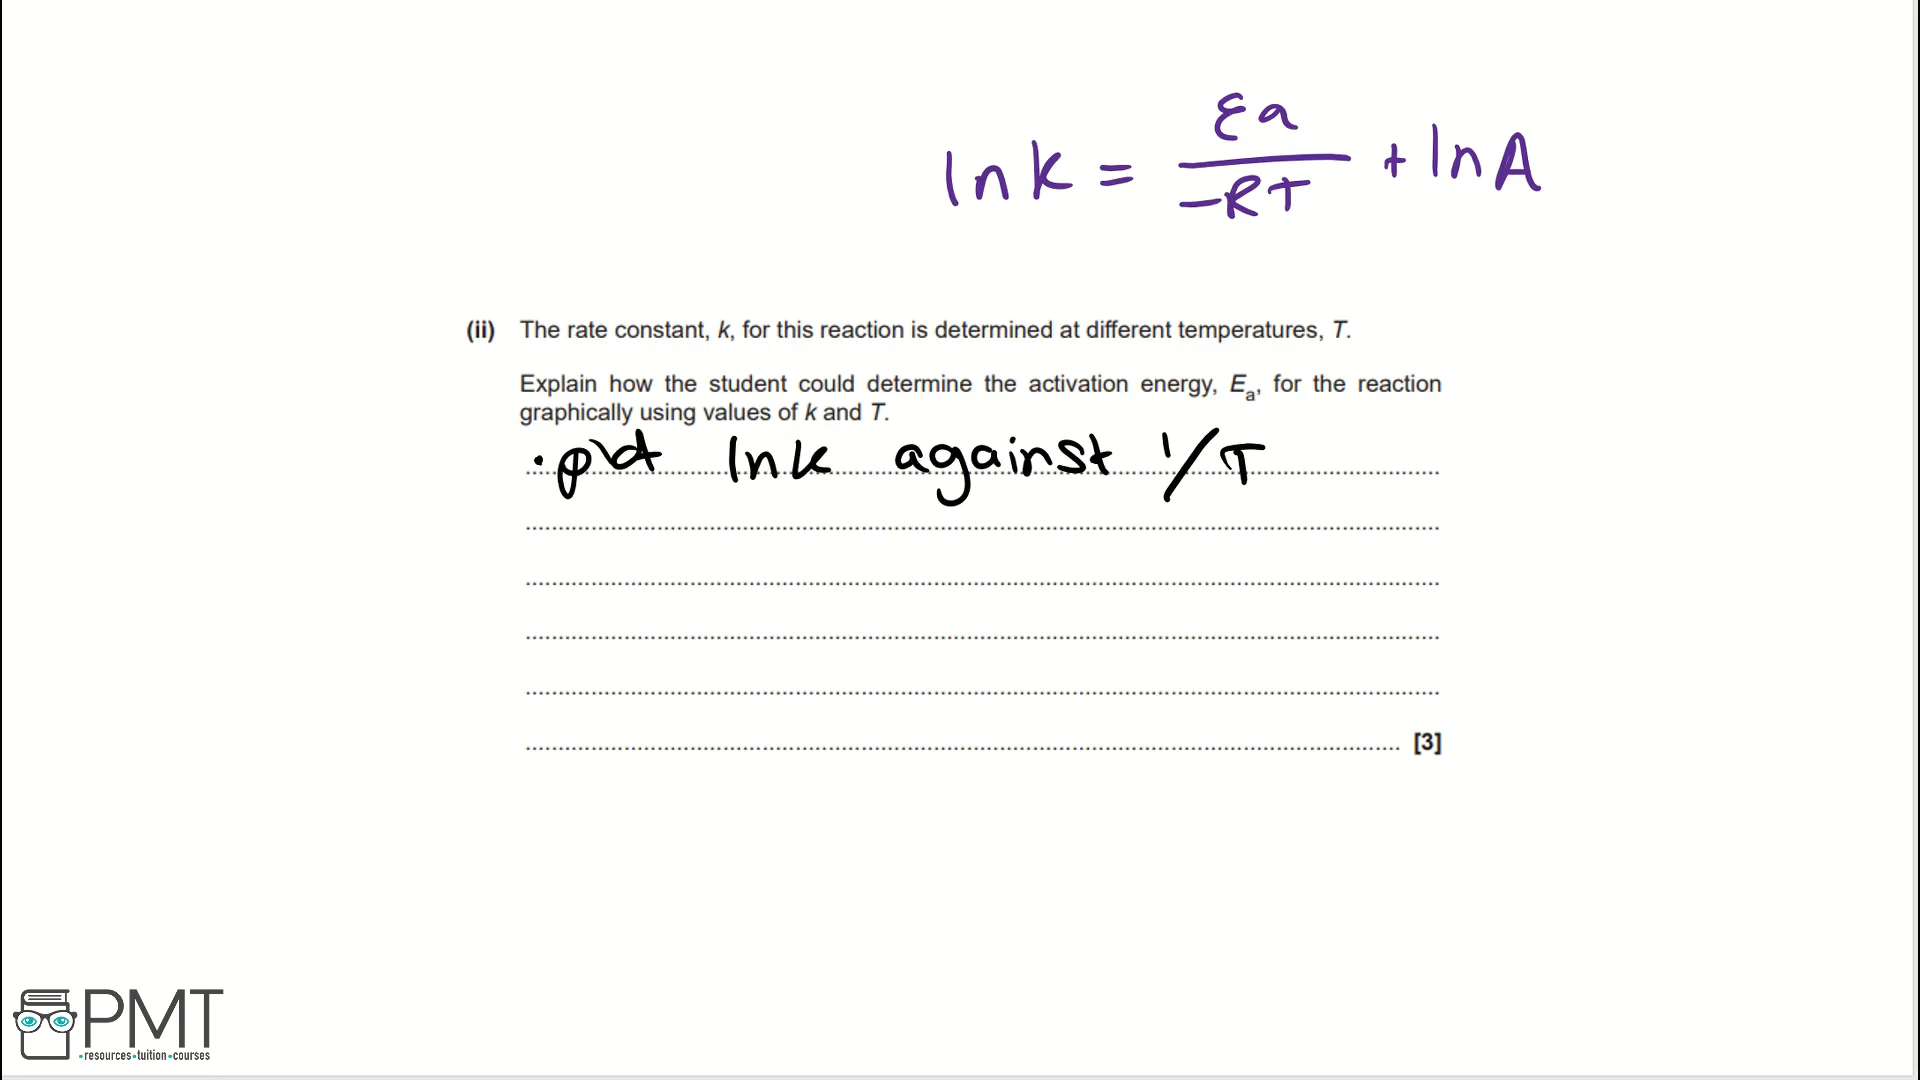 ln k = Ea / -RT + ln A
(ii) The rate constant, k, for this reaction is determined at different temperatures, T.
Explain how the student could determine the activation energy, Ea, for the reaction
graphically using values of k and T.
• plot ln k against 1/T
[3]
PMT
•resources•tuition•courses